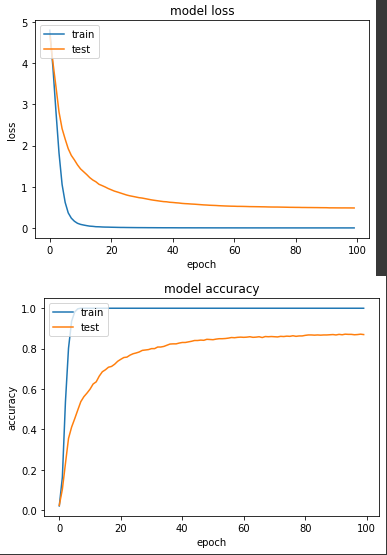 model loss
train
test
5
4
3
2
1
0
loss
0 20 40 60 80 100
epoch
model accuracy
train
test
1.0
0.8
0.6
0.4
0.2
0.0
accuracy
0 20 40 60 80 100
epoch